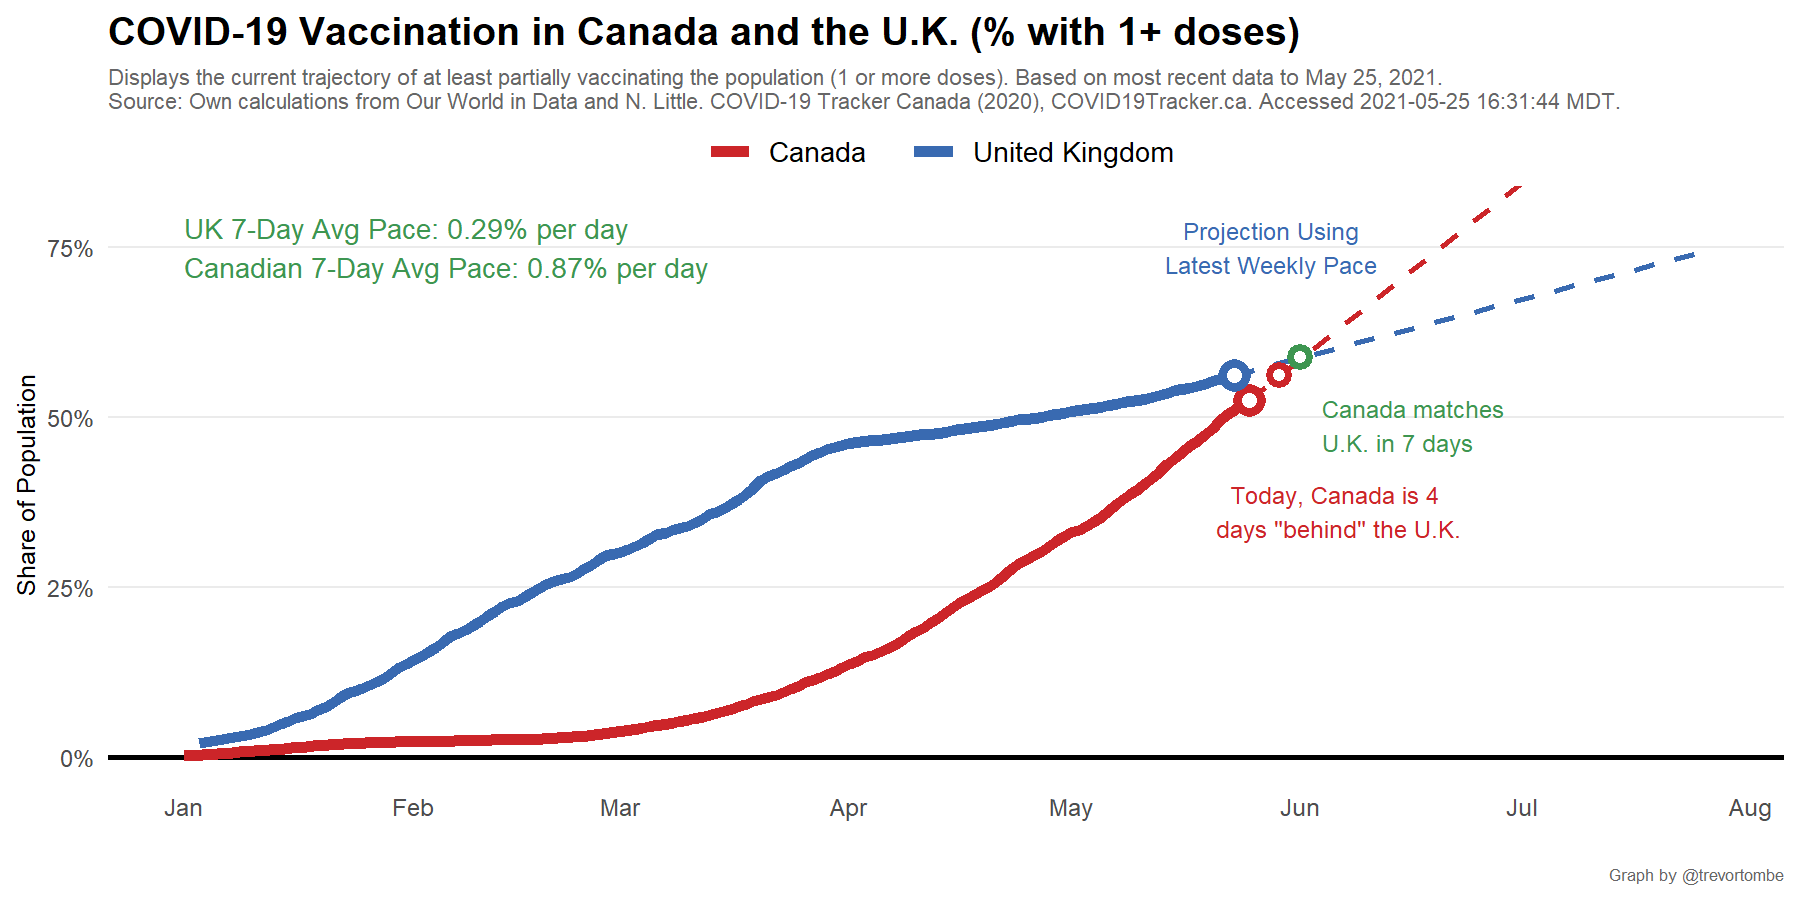 COVID-19 Vaccination in Canada and the U.K. (% with 1+ doses)
Displays the current trajectory of at least partially vaccinating the population (1 or more doses). Based on most recent data to May 25, 2021.
Source: Own calculations from Our World in Data and N. Little. COVID-19 Tracker Canada (2020), COVID19Tracker.ca. Accessed 2021-05-25 16:31:44 MDT.
Canada
United Kingdom
UK 7-Day Avg Pace: 0.29% per day
Canadian 7-Day Avg Pace: 0.87% per day
Projection Using
Latest Weekly Pace
Canada matches
U.K. in 7 days
Today, Canada is 4
days "behind" the U.K.
Share of Population
75%
50%
25%
0%
Jan
Feb
Mar
Apr
May
Jun
Jul
Aug
Graph by @trevortombe